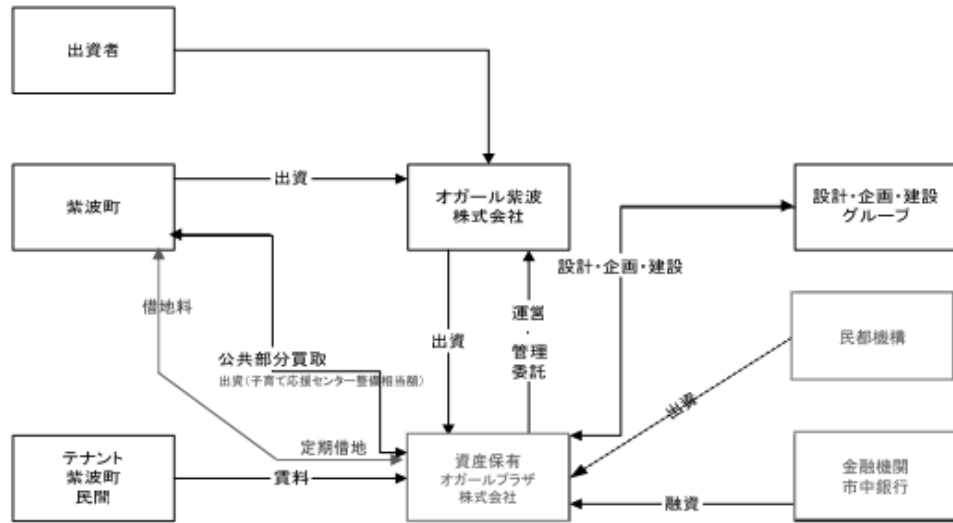 出資者
紫波町
出資
オガール紫波
株式会社
設計・企画・建設
グループ
設計・企画・建設
借地料
出資
運営
・
管理
委託
民都機構
公共部分買取
出資(子育て応援センター整備相当額)
出資
定期借地
テナント
紫波町
民間
賃料
資産保有
オガールプラザ
株式会社
融資
金融機関
市中銀行